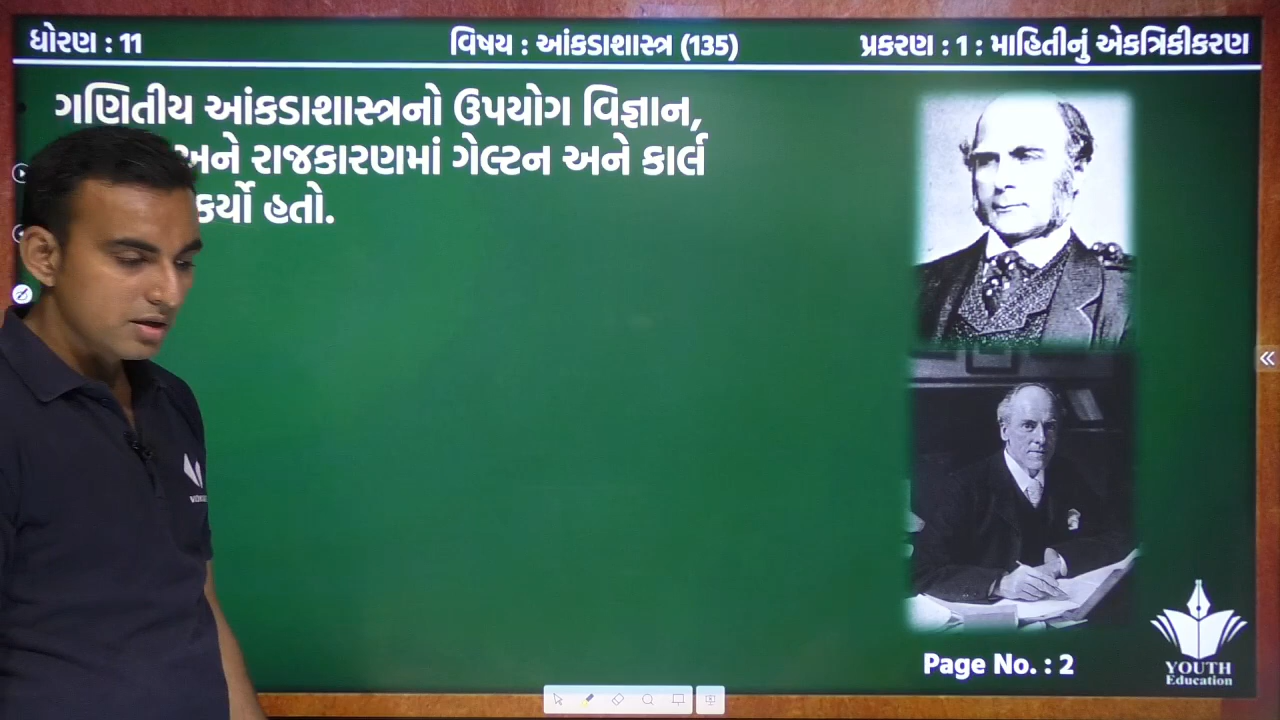 ધોરણ : 11
વિષય : આંકડાશાસ્ત્ર (135)
પ્રકરણ : 1 : માહિતીનું એકત્રિકીકરણ
ગણિતીય આંકડાશાસ્ત્રનો ઉપયોગ વિજ્ઞાન,
અને રાજકારણમાં ગેલ્ટન અને કાર્લ
કર્યો હતો.
Page No. : 2
YOUTH
Education